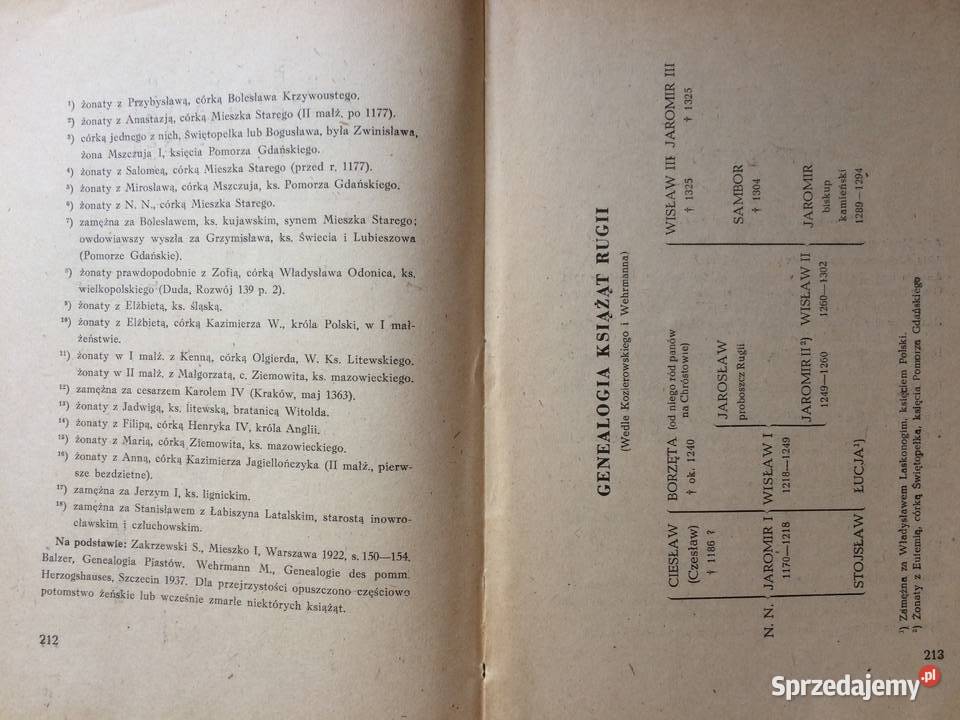 ¹) żonaty z Przybysławą, córką Bolesława Krzywoustego.
²) żonaty z Anastazją, córką Mieszka Starego (II małż. po 1177).
³) córką jednego z nich, Świętopełka lub Bogusława, była Zwinisława,
żona Mszczuja I, księcia Pomorza Gdańskiego.
⁴) żonaty z Salomeą, córką Mieszka Starego (przed r. 1177).
⁵) żonaty z Mirosławą, córką Mszczuja, ks. Pomorza Gdańskiego.
⁶) żonaty z N. N., córką Mieszka Starego.
⁷) zamężna za Bolesławem, ks. kujawskim, synem Mieszka Starego;
owdowiawszy wyszła za Grzymisława, ks. Świecia i Lubieszowa
(Pomorze Gdańskie).
⁸) żonaty prawdopodobnie z Zofią, córką Władysława Odonica, ks.
wielkopolskiego (Duda, Rozwój 139 p. 2).
⁹) żonaty z Elżbietą, ks. śląską.
¹⁰) żonaty z Elżbietą, córką Kazimierza W., króla Polski, w I mał-
żeństwie.
¹¹) żonaty w I małż. z Kenną, córką Olgierda, W. Ks. Litewskiego.
żonaty w II małż. z Małgorzatą, c. Ziemowita, ks. mazowieckiego.
¹²) zamężna za cesarzem Karolem IV (Kraków, maj 1363).
¹³) żonaty z Jadwigą, ks. litewską, bratanicą Witolda.
¹⁴) żonaty z Filipą, córką Henryka IV, króla Anglii.
¹⁵) żonaty z Marią, córką Ziemowita, ks. mazowieckiego.
¹⁶) żonaty z Anną, córką Kazimierza Jagiellończyka (II małż., pierw-
sze bezdzietne).
¹⁷) zamężna za Jerzym I, ks. lignickim.
¹⁸) zamężna za Stanisławem z Łabiszyna Latalskim, starostą inowro-
cławskim i człuchowskim.
Na podstawie: Zakrzewski S., Mieszko I, Warszawa 1922, s. 150—154.
Balzer, Genealogia Piastów. Wehrmann M., Genealogie des pomm.
Herzogshauses, Szczecin 1937. Dla przejrzystości opuszczono częściowo
potomstwo żeńskie lub wcześnie zmarłe niektórych książąt.
212
GENEALOGIA KSIĄŻĄT RUGII
(Wedle Kozierowskiego i Wehrmanna)
N. N.
CIESŁAW
(Czesław)
† 1186 ?
JAROMIR I
1170—1218
STOJSŁAW
BORZĘTA (od niego ród panów
† ok. 1240 na Chróstowie)
WISŁAW I
1218—1249
ŁUCJA¹)
JAROSŁAW
proboszcz Rugii
JAROMIR II²)
1249—1260
WISŁAW II
1260—1302
WISŁAW III
† 1325
JAROMIR III
† 1325
SAMBOR
† 1304
JAROMIR
biskup
kamieński
1289—1294
¹) Zamężna za Władysławem Laskonogim, księciem Polski.
²) Żonaty z Eufemią, córką Świętopełka, księcia Pomorza Gdańskiego
213
Sprzedajemy.pl